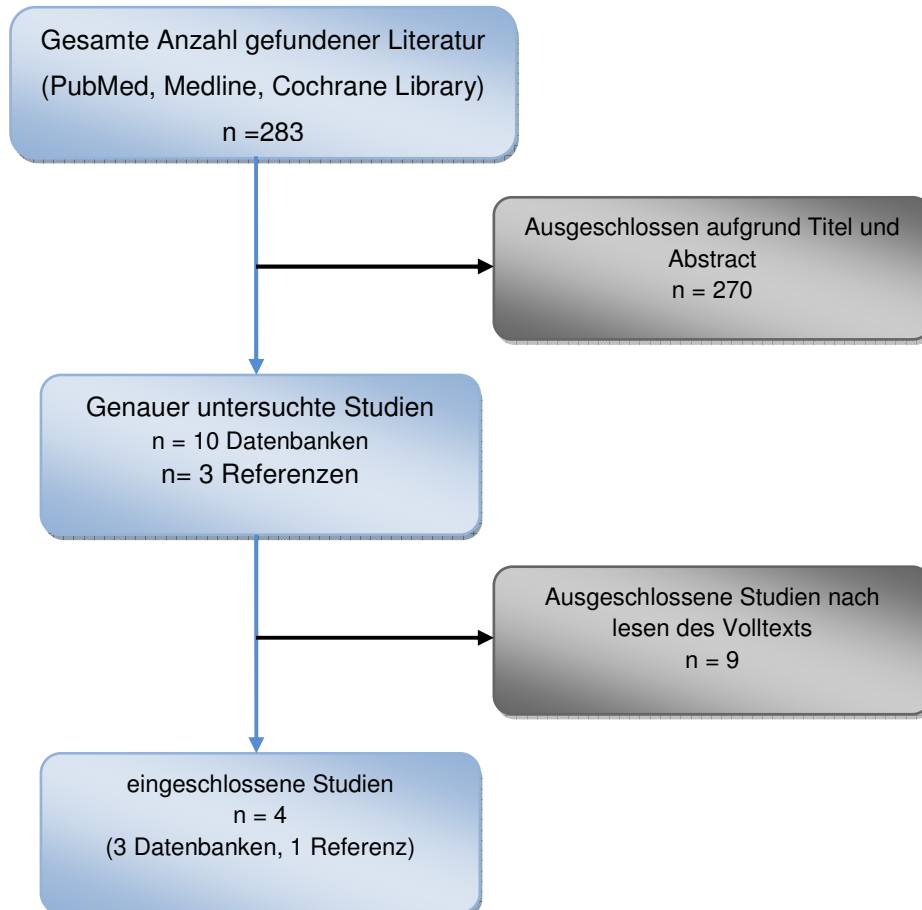 Gesamte Anzahl gefundener Literatur
(PubMed, Medline, Cochrane Library)
n =283
Ausgeschlossen aufgrund Titel und
Abstract
n = 270
Genauer untersuchte Studien
n = 10 Datenbanken
n= 3 Referenzen
Ausgeschlossene Studien nach
lesen des Volltexts
n = 9
eingeschlossene Studien
n = 4
(3 Datenbanken, 1 Referenz)